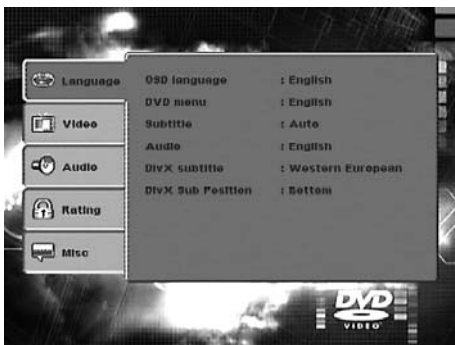 Language
Video
Audio
Rating
Misc
OSD language : English
DVD menu : English
Subtitle : Auto
Audio : English
DivX subtitle : Western European
DivX Sub Position : Bottom
DVD
VIDEO